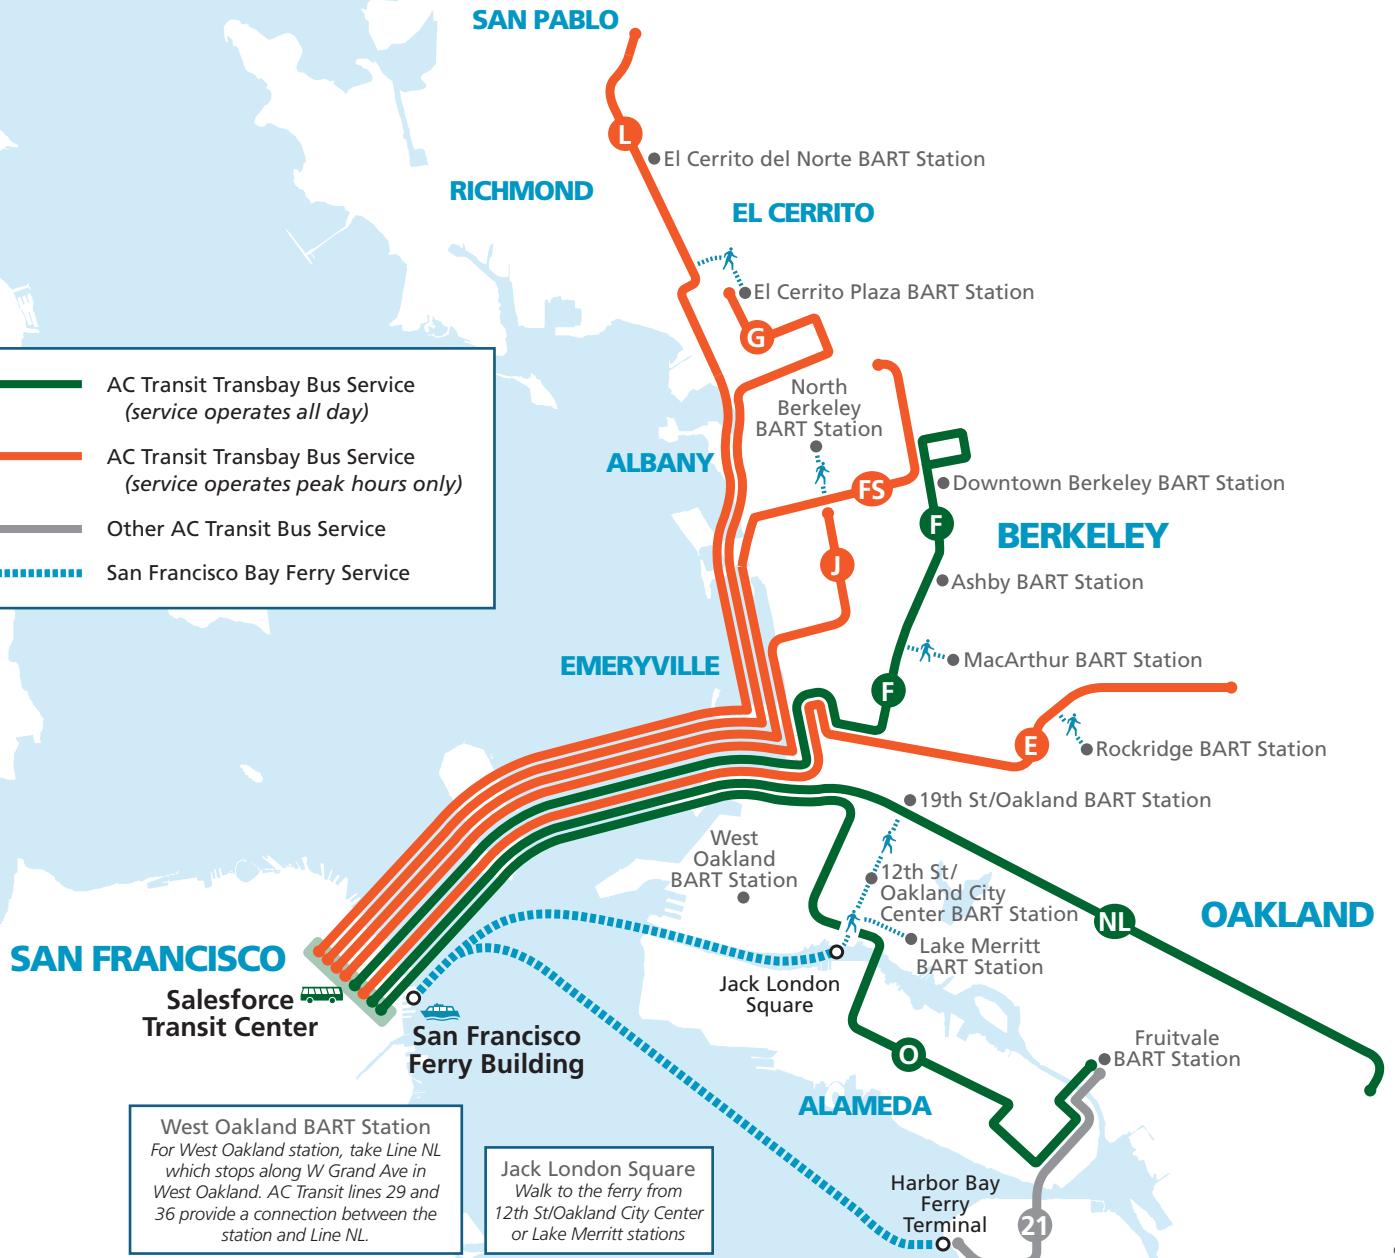 SAN PABLO
L
El Cerrito del Norte BART Station
RICHMOND
EL CERRITO
El Cerrito Plaza BART Station
G
AC Transit Transbay Bus Service
(service operates all day)
AC Transit Transbay Bus Service
(service operates peak hours only)
Other AC Transit Bus Service
San Francisco Bay Ferry Service
North
Berkeley
BART Station
ALBANY
FS
Downtown Berkeley BART Station
F
BERKELEY
J
Ashby BART Station
EMERYVILLE
MacArthur BART Station
F
E
Rockridge BART Station
19th St/Oakland BART Station
West
Oakland
BART Station
12th St/
Oakland City
Center BART Station
NL
OAKLAND
Lake Merritt
BART Station
SAN FRANCISCO
Salesforce
Transit Center
Jack London
Square
San Francisco
Ferry Building
O
Fruitvale
BART Station
ALAMEDA
West Oakland BART Station
For West Oakland station, take Line NL
which stops along W Grand Ave in
West Oakland. AC Transit lines 29 and
36 provide a connection between the
station and Line NL.
Jack London Square
Walk to the ferry from
12th St/Oakland City Center
or Lake Merritt stations
Harbor Bay
Ferry
Terminal
21